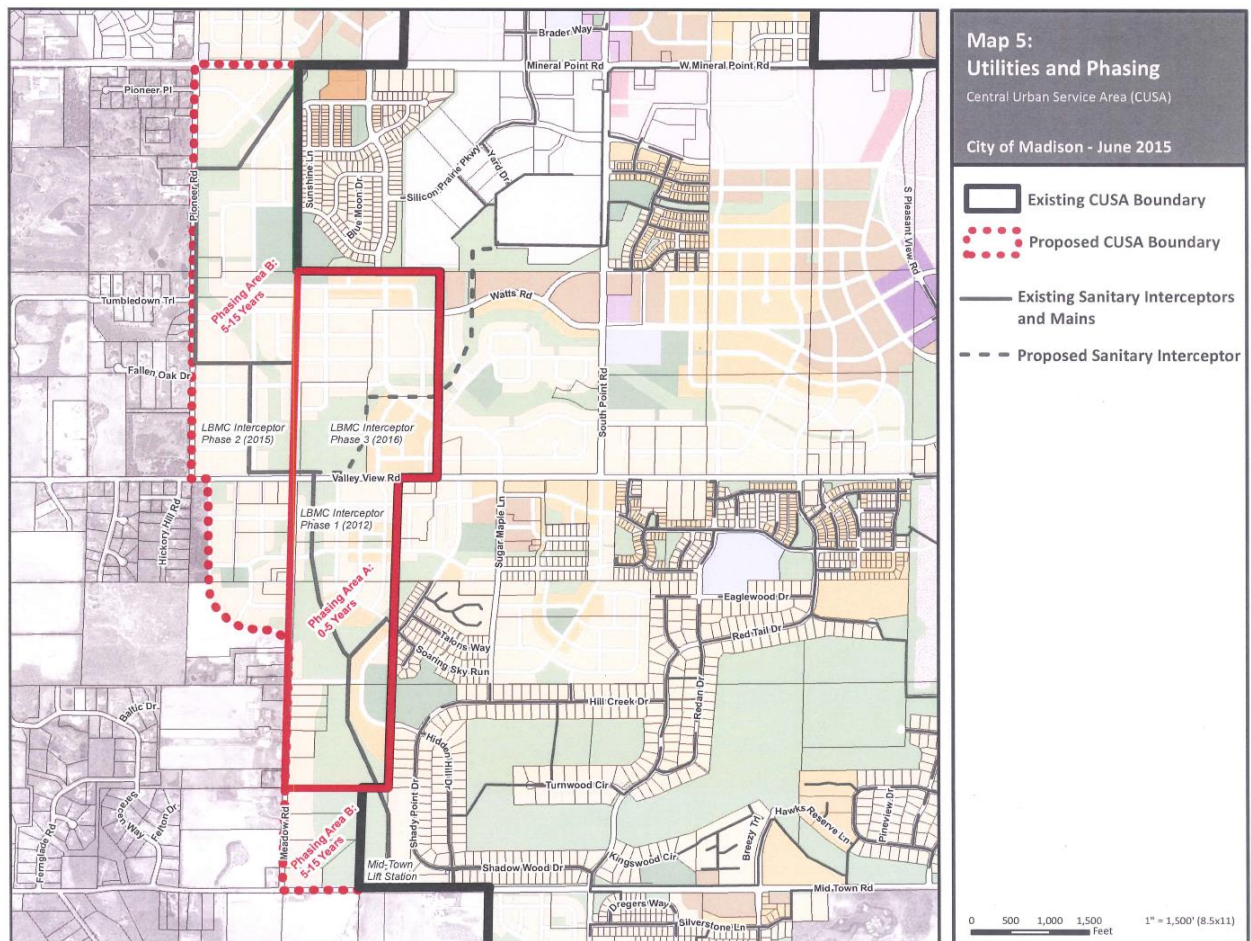 Map 5:
Utilities and Phasing
Central Urban Service Area (CUSA)
City of Madison - June 2015
Existing CUSA Boundary
Proposed CUSA Boundary
Existing Sanitary Interceptors
and Mains
Proposed Sanitary Interceptor
0 500 1,000 1,500
Feet
1" = 1,500' (8.5x11)
Brader Way
Mineral Point Rd
W Mineral Point Rd
Pioneer Pl
Sunshine Ln
Silicon Prairie Pkwy
Yard Dr
Blue Moon Dr
Pioneer Rd
S Pleasant View Rd
Phasing Area B:
5-15 Years
Tumbledown Trl
Watts Rd
Fallen Oak Dr
South Point Rd
LBMC Interceptor
Phase 2 (2015)
LBMC Interceptor
Phase 3 (2016)
Valley View Rd
Hickory Hill Rd
LBMC Interceptor
Phase 1 (2012)
Sugar Maple Ln
Phasing Area A:
0-5 Years
Eaglewood Dr
Red Tail Dr
Talons Way
Soaring Sky Run
Redan Dr
Hill Creek Dr
Baltic Dr
Hidden Hill Dr
Shady Point Dr
Turnwood Cir
Saracen Way
Felton Dr
Fernglade Rd
Meadow Rd
Phasing Area B:
5-15 Years
Mid-Town
Lift Station
Shadow Wood Dr
Kingswood Cir
Breezy Trl
Hawks Reserve Ln
Pineview Dr
Mid Town Rd
Dregers Way
Silverstone Ln